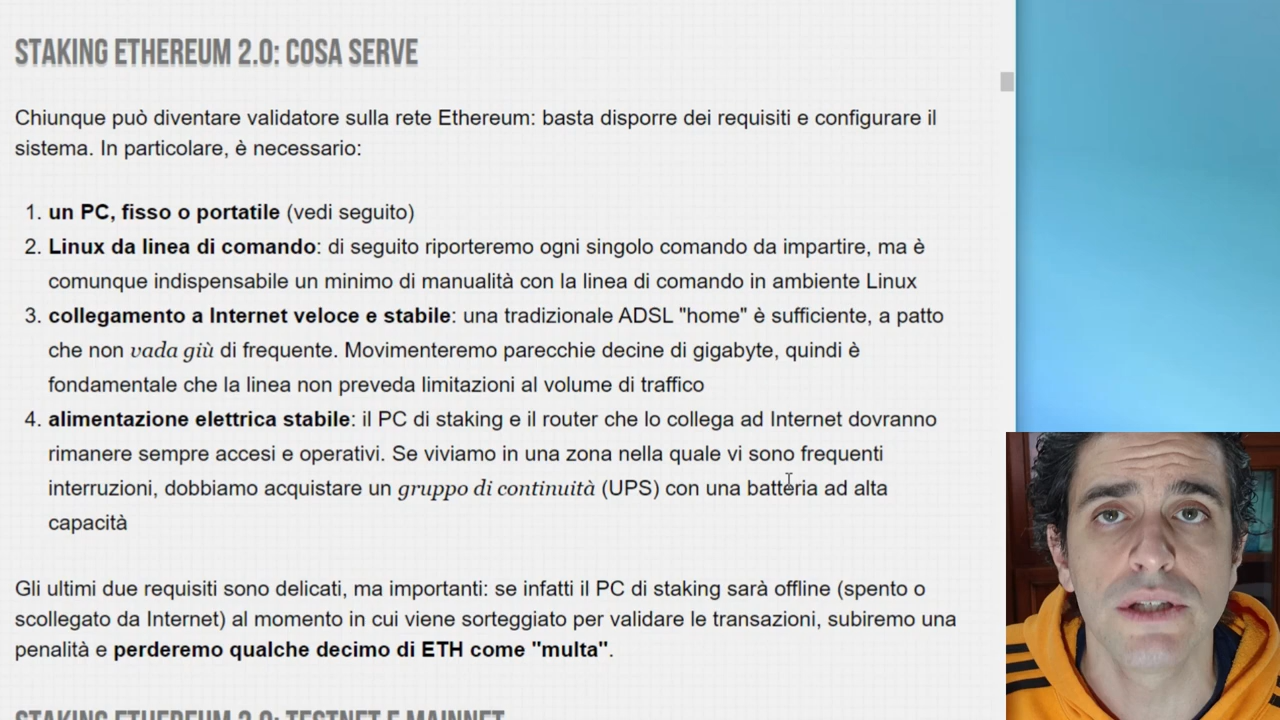 STAKING ETHEREUM 2.0: COSA SERVE
Chiunque può diventare validatore sulla rete Ethereum: basta disporre dei requisiti e configurare il
sistema. In particolare, è necessario:
1. un PC, fisso o portatile (vedi seguito)
2. Linux da linea di comando: di seguito riporteremo ogni singolo comando da impartire, ma è
comunque indispensabile un minimo di manualità con la linea di comando in ambiente Linux
3. collegamento a Internet veloce e stabile: una tradizionale ADSL "home" è sufficiente, a patto
che non vada giù di frequente. Movimenteremo parecchie decine di gigabyte, quindi è
fondamentale che la linea non preveda limitazioni al volume di traffico
4. alimentazione elettrica stabile: il PC di staking e il router che lo collega ad Internet dovranno
rimanere sempre accesi e operativi. Se viviamo in una zona nella quale vi sono frequenti
interruzioni, dobbiamo acquistare un gruppo di continuità (UPS) con una batteria ad alta
capacità
Gli ultimi due requisiti sono delicati, ma importanti: se infatti il PC di staking sarà offline (spento o
scollegato da Internet) al momento in cui viene sorteggiato per validare le transazioni, subiremo una
penalità e perderemo qualche decimo di ETH come "multa".
STAKING ETHEREUM 2.0: TESTNET E MAINNET